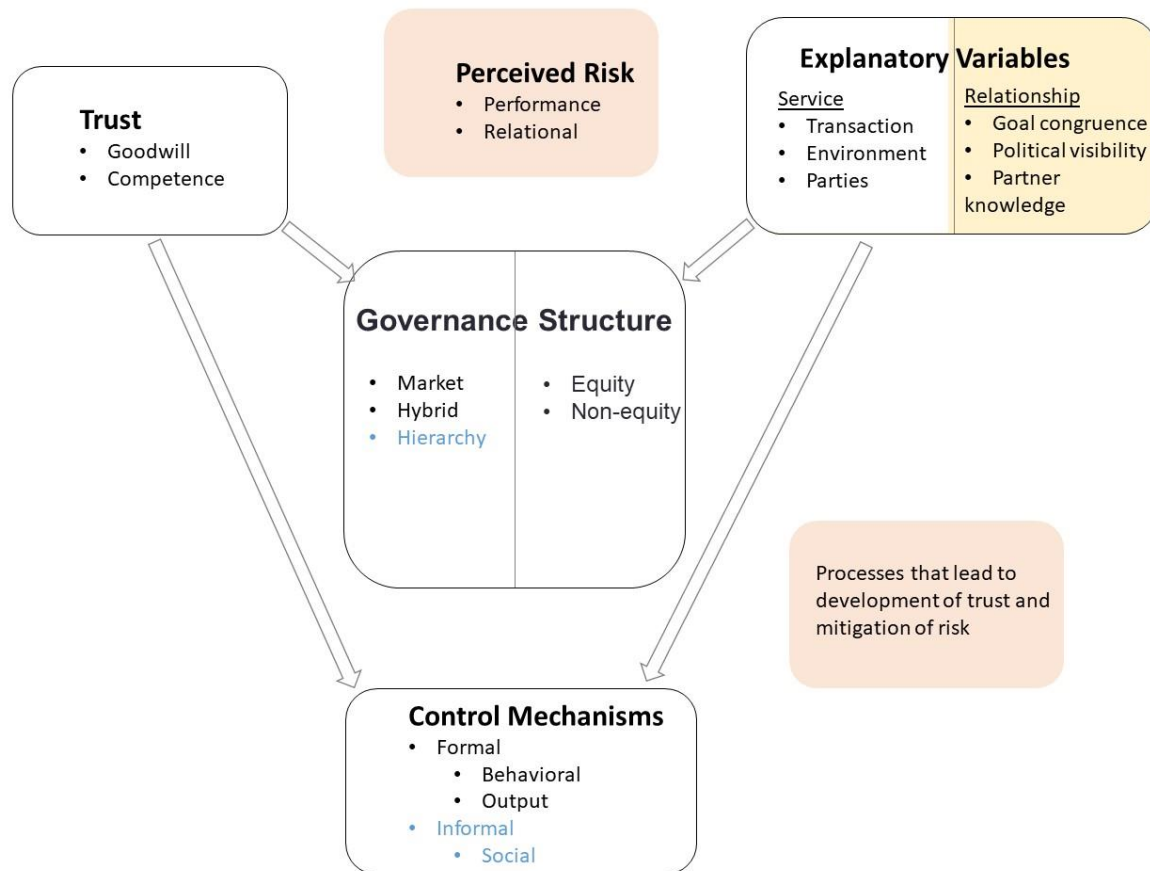 Trust
• Goodwill
• Competence
Perceived Risk
• Performance
• Relational
Explanatory Variables
Service
• Transaction
• Environment
• Parties
Relationship
• Goal congruence
• Political visibility
• Partner
knowledge
Governance Structure
• Market
• Hybrid
• Hierarchy
• Equity
• Non-equity
Processes that lead to
development of trust and
mitigation of risk
Control Mechanisms
• Formal
• Behavioral
• Output
• Informal
• Social